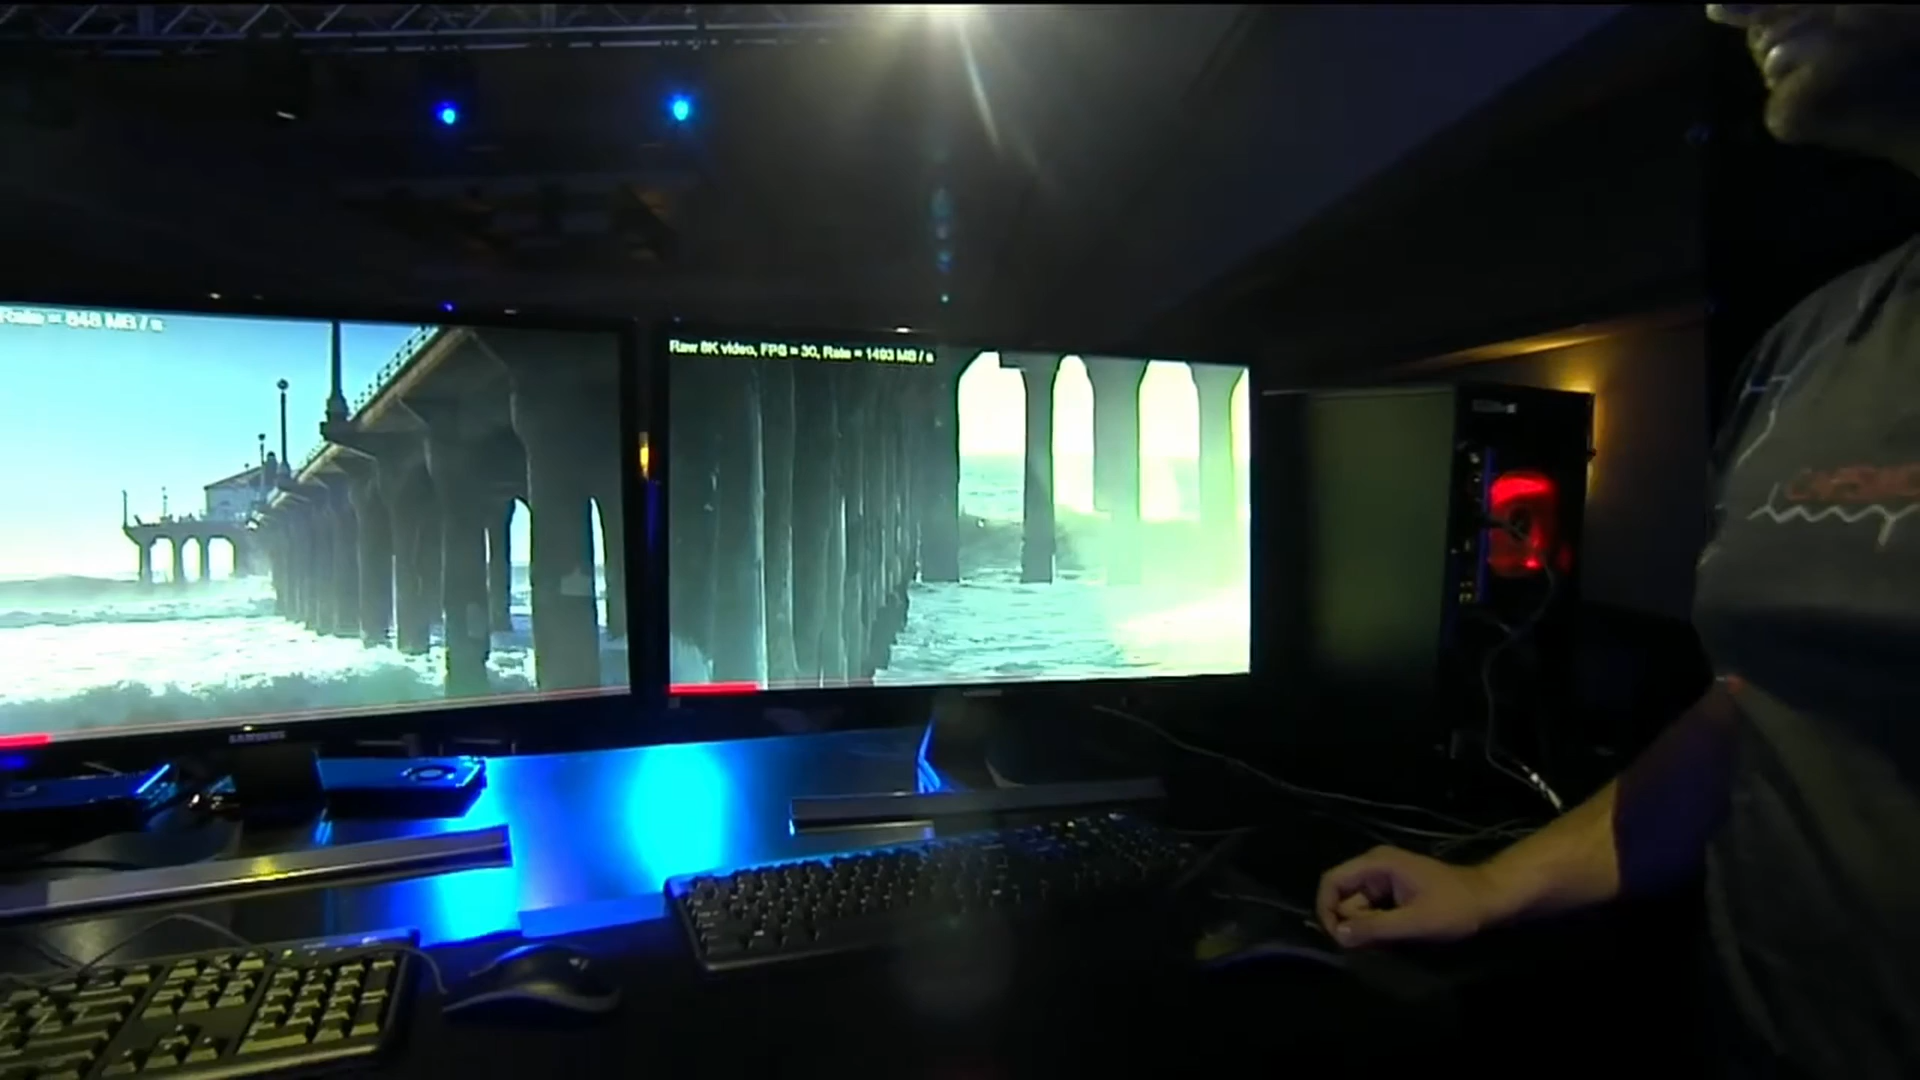 Rate = 848 MB / s
Raw 8K video, FPS = 30, Rate = 1493 MB / s
SAMSUNG